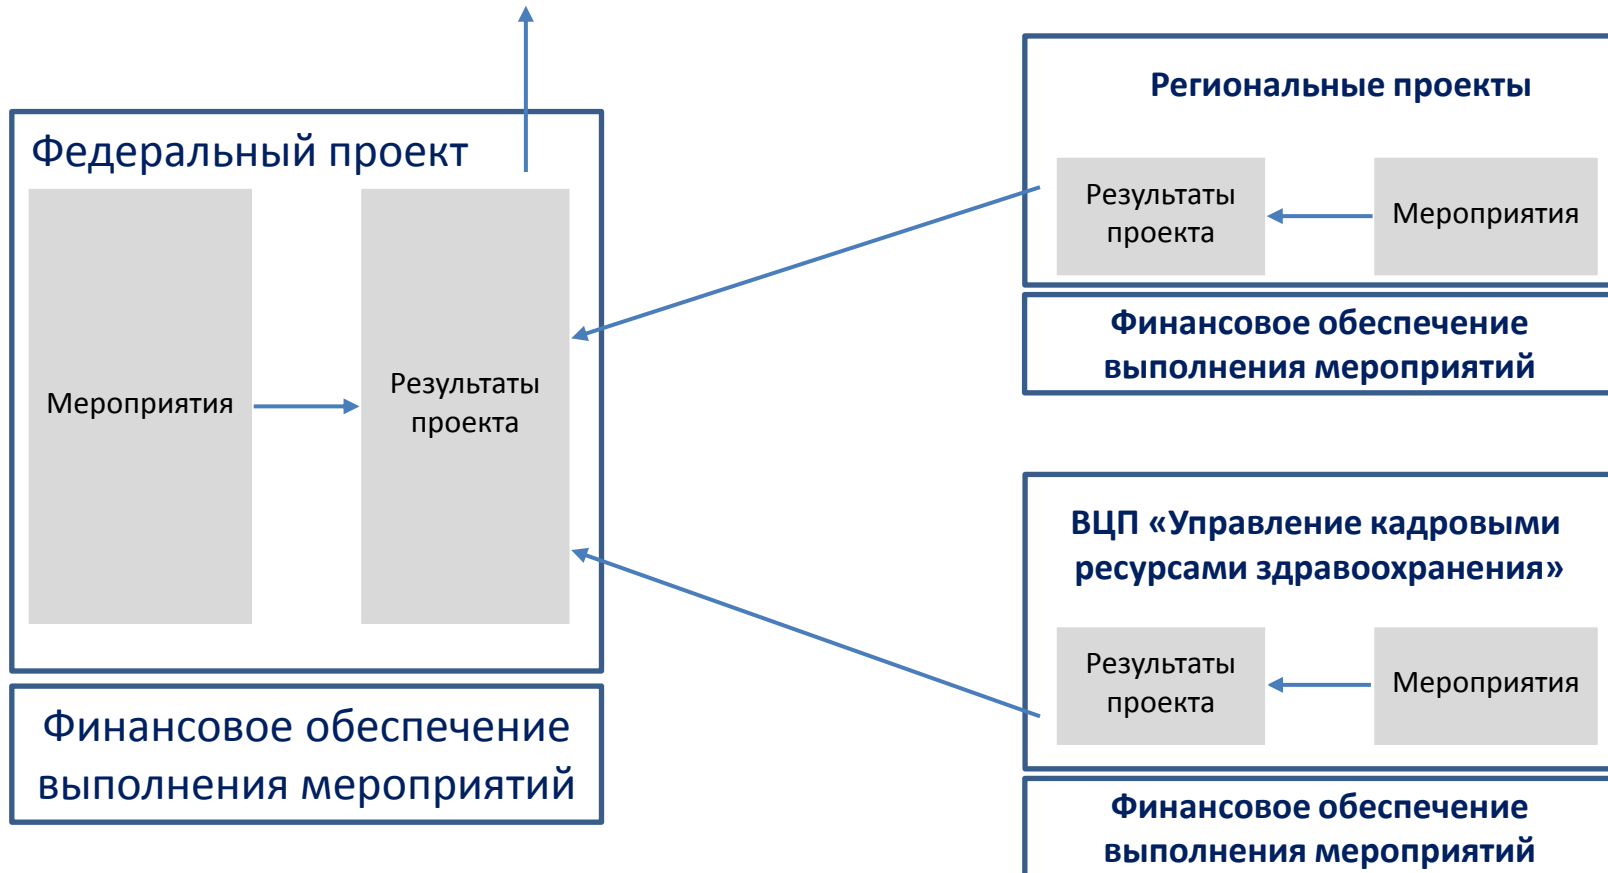 Федеральный проект
Мероприятия
Результаты
проекта
Финансовое обеспечение
выполнения мероприятий
Региональные проекты
Результаты
проекта
Мероприятия
Финансовое обеспечение
выполнения мероприятий
ВЦП «Управление кадровыми
ресурсами здравоохранения»
Результаты
проекта
Мероприятия
Финансовое обеспечение
выполнения мероприятий